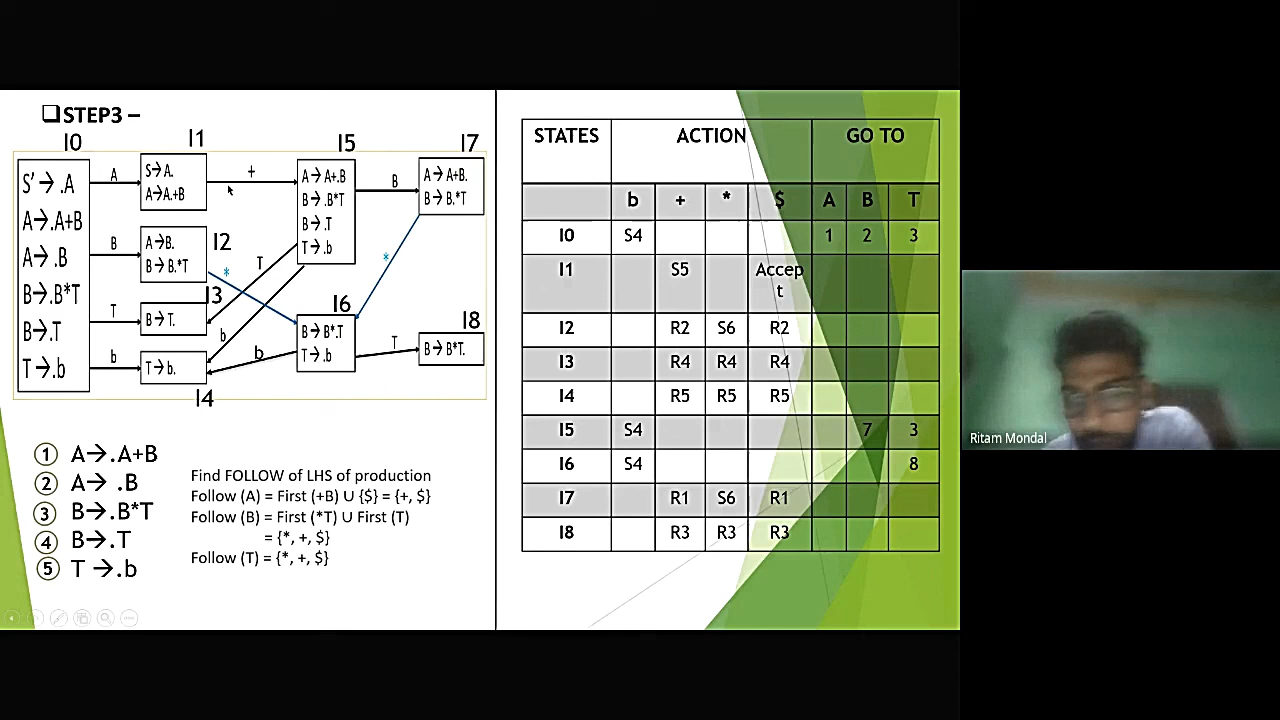 ❑STEP3 –
I0
I1
I5
I7
S’→ .A
A→.A+B
A→ .B
B→.B*T
B→.T
T→.b
A
B
T
b
S→A.
A→A.+B
+
A→B.
B→B.*T
I2
*
I3
B→T.
T→b.
I4
A→A+.B
B→.B*T
B→.T
T→.b
B
T
b
b
*
A→A+B.
B→B.*T
I6
B→B*.T
T→.b
T
I8
B→B*T.
1 A→.A+B
2 A→ .B
3 B→.B*T
4 B→.T
5 T →.b
Find FOLLOW of LHS of production
Follow (A) = First (+B) ∪ {$} = {+, $}
Follow (B) = First (*T) ∪ First (T)
= {*, +, $}
Follow (T) = {*, +, $}
STATES ACTION GO TO
b + * $ A B T
I0 S4 1 2 3
I1 S5 Accep
t
I2 R2 S6 R2
I3 R4 R4 R4
I4 R5 R5 R5
I5 S4 7 3
I6 S4 8
I7 R1 S6 R1
I8 R3 R3 R3
Ritam Mondal